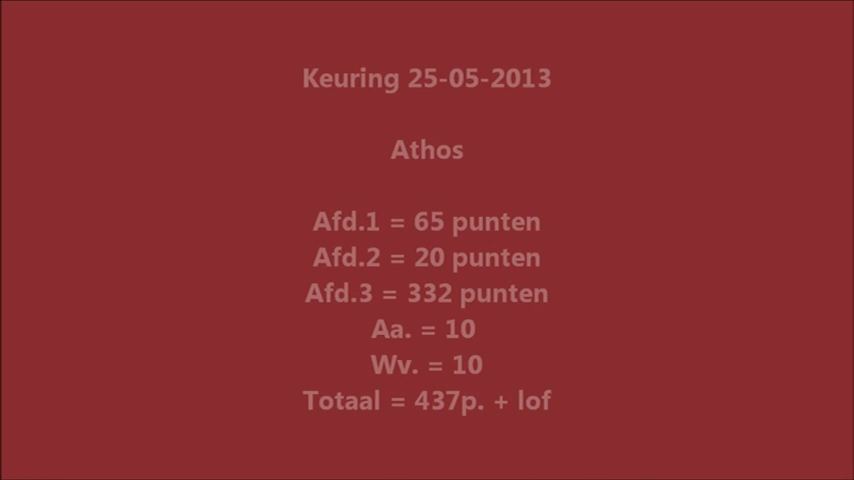 Keuring 25-05-2013
Athos
Afd.1 = 65 punten
Afd.2 = 20 punten
Afd.3 = 332 punten
Aa. = 10
Wv. = 10
Totaal = 437p. + lof